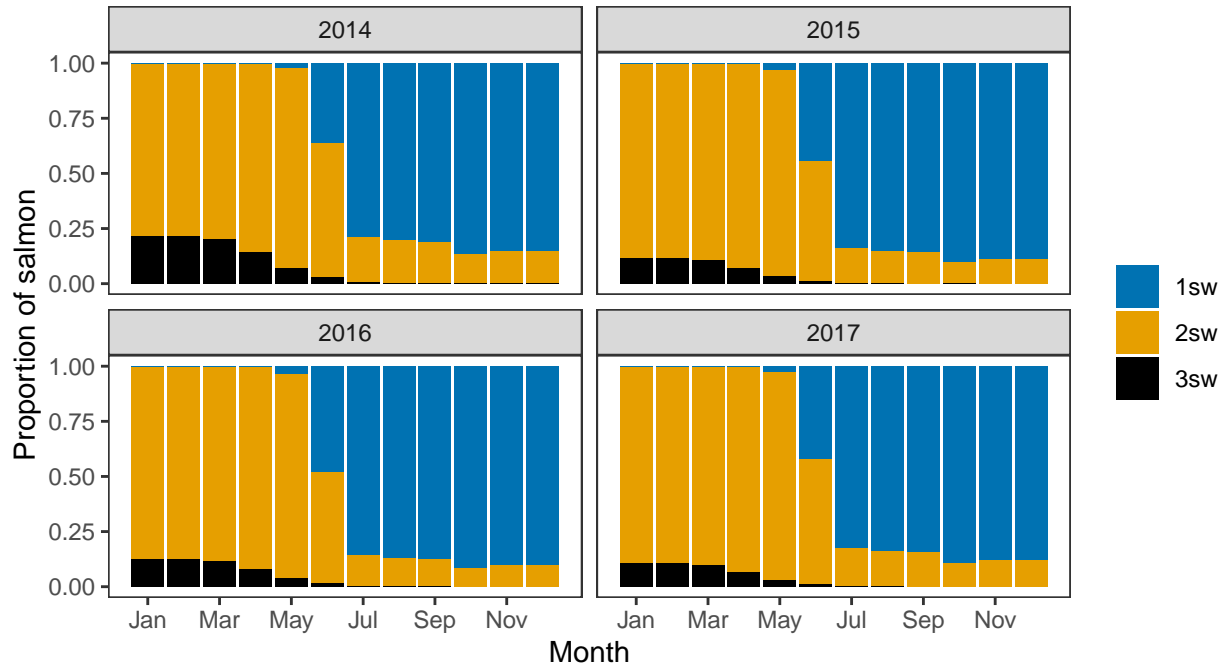 2014 2015
1.00
0.75
0.50
0.25
0.00
2016 2017
1.00
0.75
0.50
0.25
0.00
Jan Mar May Jul Sep Nov Jan Mar May Jul Sep Nov
Month
Proportion of salmon
1sw
2sw
3sw